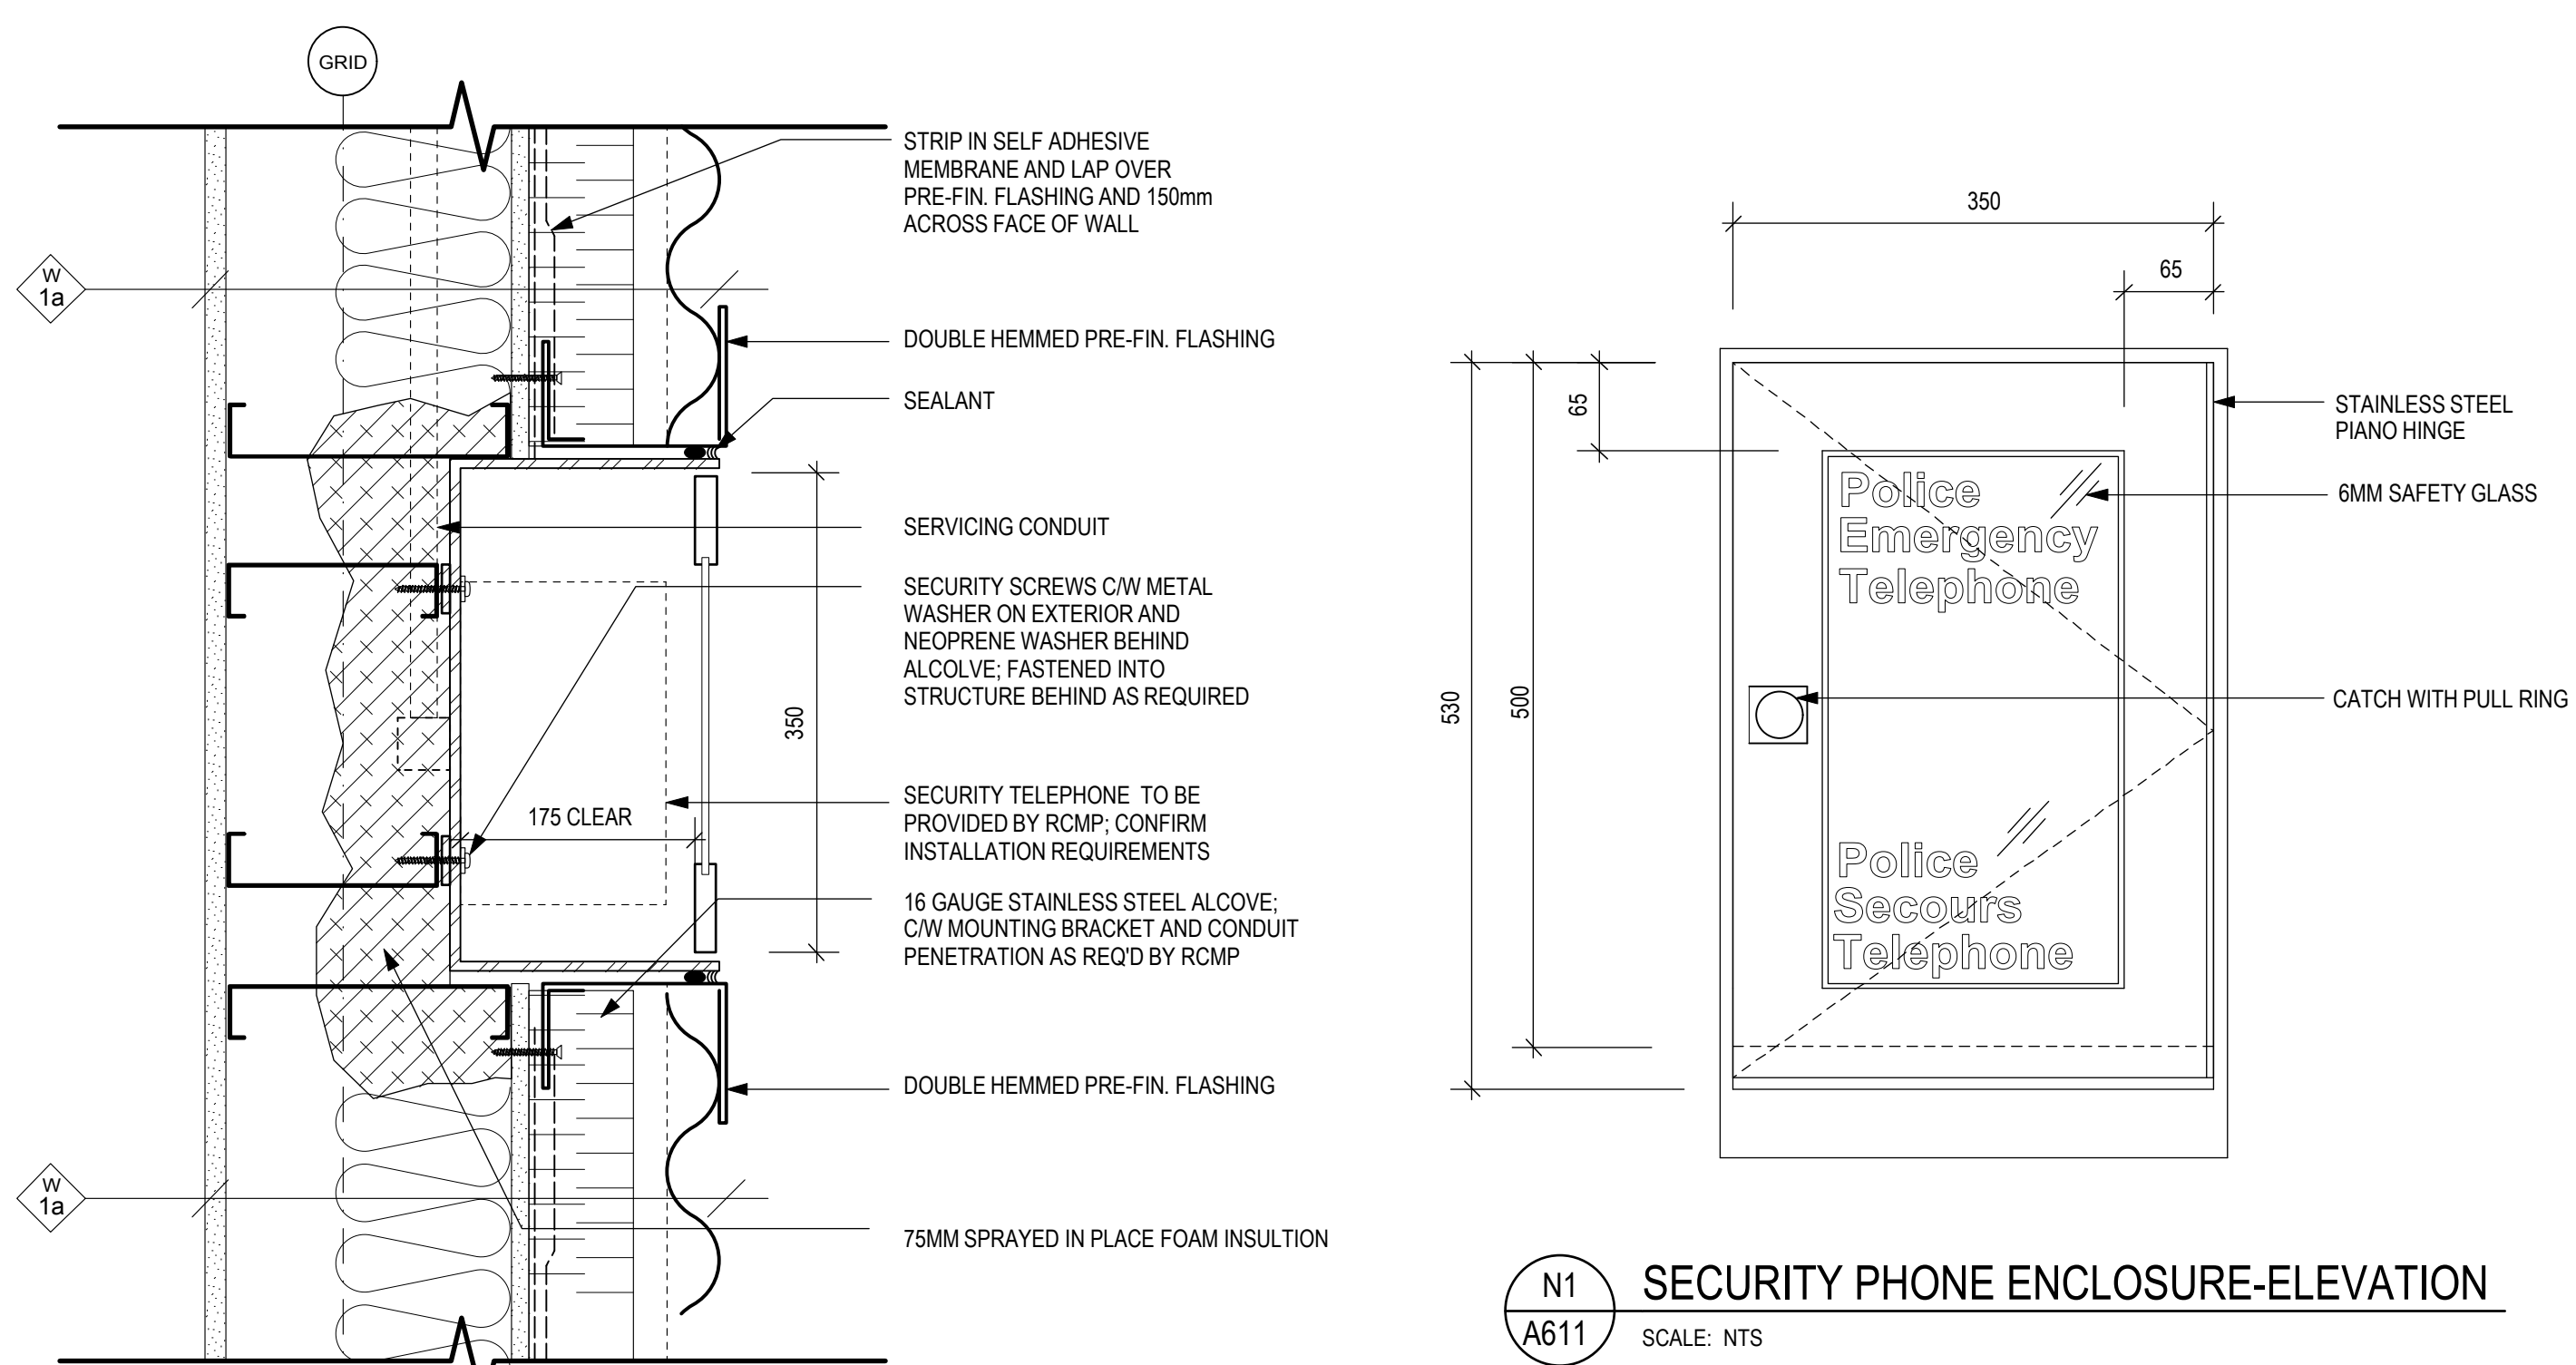 GRID
W
1a
STRIP IN SELF ADHESIVE
MEMBRANE AND LAP OVER
PRE-FIN. FLASHING AND 150mm
ACROSS FACE OF WALL
DOUBLE HEMMED PRE-FIN. FLASHING
SEALANT
SERVICING CONDUIT
SECURITY SCREWS C/W METAL
WASHER ON EXTERIOR AND
NEOPRENE WASHER BEHIND
ALCOLVE; FASTENED INTO
STRUCTURE BEHIND AS REQUIRED
350
175 CLEAR
SECURITY TELEPHONE TO BE
PROVIDED BY RCMP; CONFIRM
INSTALLATION REQUIREMENTS
16 GAUGE STAINLESS STEEL ALCOVE;
C/W MOUNTING BRACKET AND CONDUIT
PENETRATION AS REQ'D BY RCMP
DOUBLE HEMMED PRE-FIN. FLASHING
W
1a
75MM SPRAYED IN PLACE FOAM INSULTION
350
65
65
530
500
STAINLESS STEEL
PIANO HINGE
6MM SAFETY GLASS
CATCH WITH PULL RING
Police
Emergency
Telephone
Police
Secours
Telephone
N1
A611
SECURITY PHONE ENCLOSURE-ELEVATION
SCALE: NTS